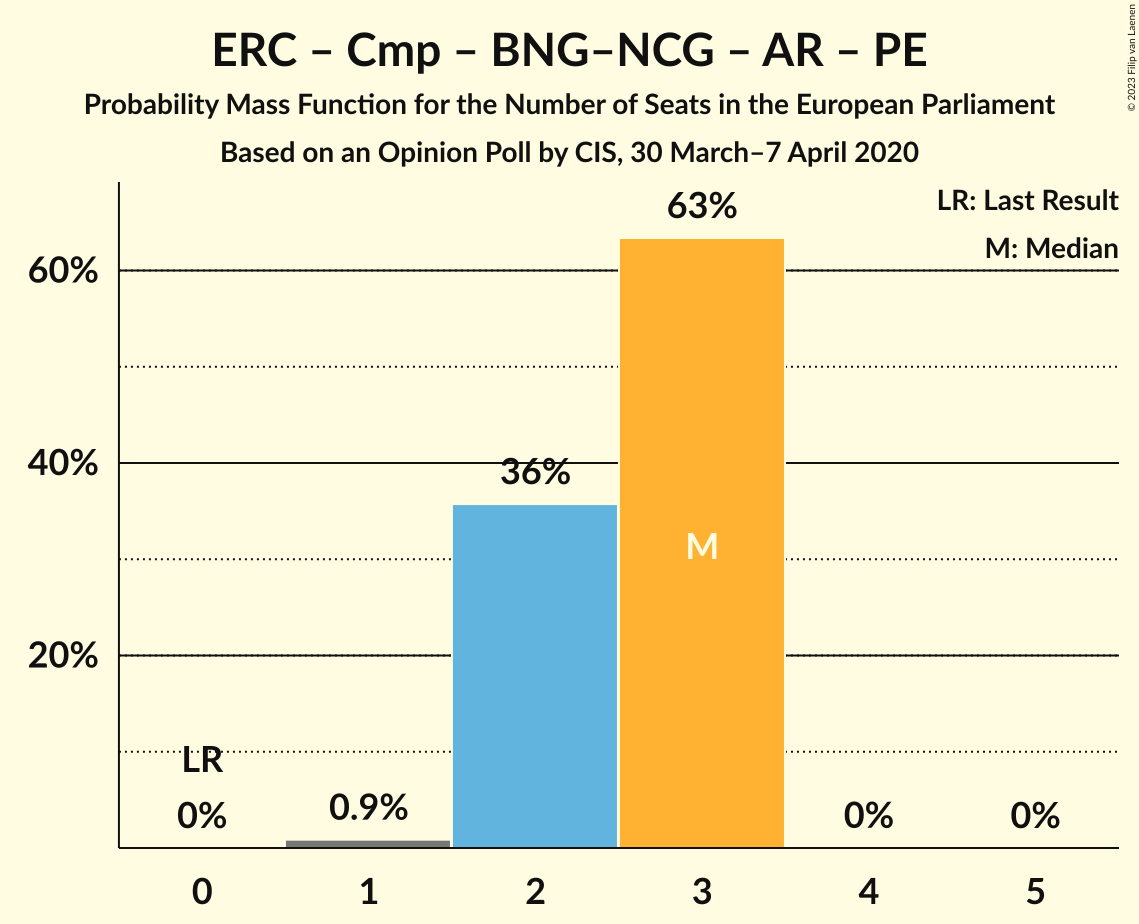 ERC – Cmp – BNG–NCG – AR – PE
Probability Mass Function for the Number of Seats in the European Parliament
Based on an Opinion Poll by CIS, 30 March–7 April 2020
© 2023 Filip van Laenen
LR: Last Result
M: Median
63%
60%
40%
36%
M
20%
LR
0%
0.9%
0%
0%
0 1 2 3 4 5